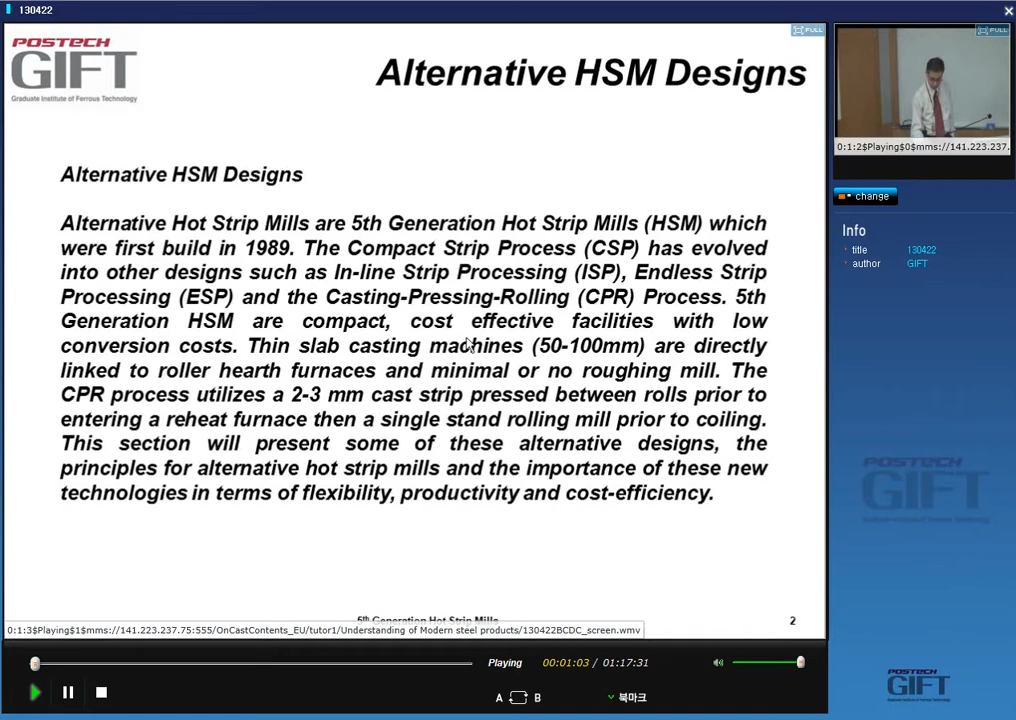 130422
POSTECH
GIFT
Graduate Institute of Ferrous Technology
FULL
Alternative HSM Designs
Alternative HSM Designs
Alternative Hot Strip Mills are 5th Generation Hot Strip Mills (HSM) which
were first build in 1989. The Compact Strip Process (CSP) has evolved
into other designs such as In-line Strip Processing (ISP), Endless Strip
Processing (ESP) and the Casting-Pressing-Rolling (CPR) Process. 5th
Generation HSM are compact, cost effective facilities with low
conversion costs. Thin slab casting machines (50-100mm) are directly
linked to roller hearth furnaces and minimal or no roughing mill. The
CPR process utilizes a 2-3 mm cast strip pressed between rolls prior to
entering a reheat furnace then a single stand rolling mill prior to coiling.
This section will present some of these alternative designs, the
principles for alternative hot strip mills and the importance of these new
technologies in terms of flexibility, productivity and cost-efficiency.
5th Generation Hot Strip Mills
2
0:1:3$Playing$1$mms://141.223.237.75:555/OnCastContents_EU/tutor1/Understanding of Modern steel products/130422BCDC_screen.wmv
FULL
0:1:2$Playing$0$mms://141.223.237.
change
Info
title 130422
author GIFT
POSTECH
GIFT
Playing 00:01:03 / 01:17:31
A B 북마크
POSTECH
GIFT